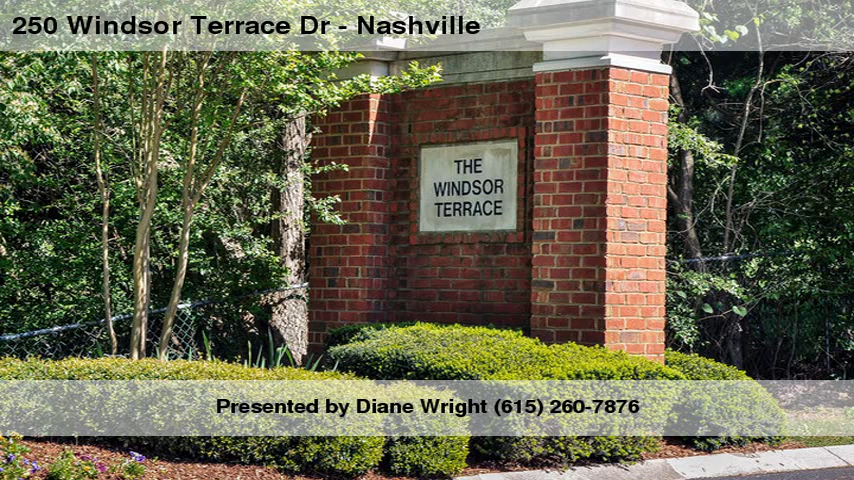 250 Windsor Terrace Dr - Nashville
THE
WINDSOR
TERRACE
Presented by Diane Wright (615) 260-7876